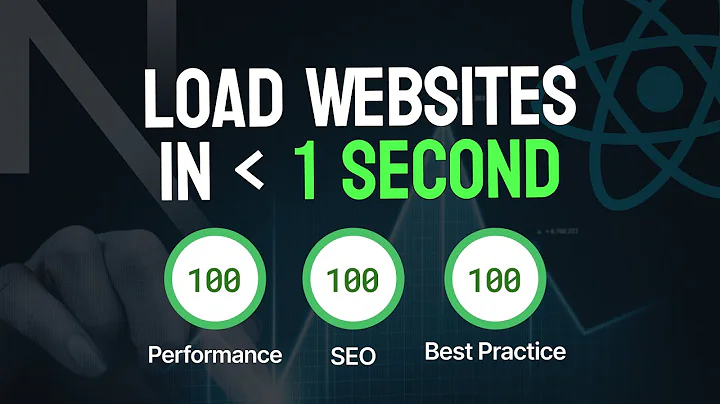 LOAD WEBSITES
IN < 1 SECOND
100 100 100
Performance SEO Best Practice